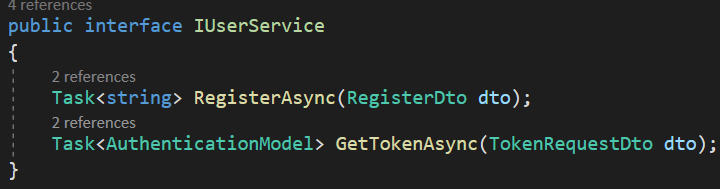 4 references
public interface IUserService
{
2 references
Task<string> RegisterAsync(RegisterDto dto);
2 references
Task<AuthenticationModel> GetTokenAsync(TokenRequestDto dto);
}